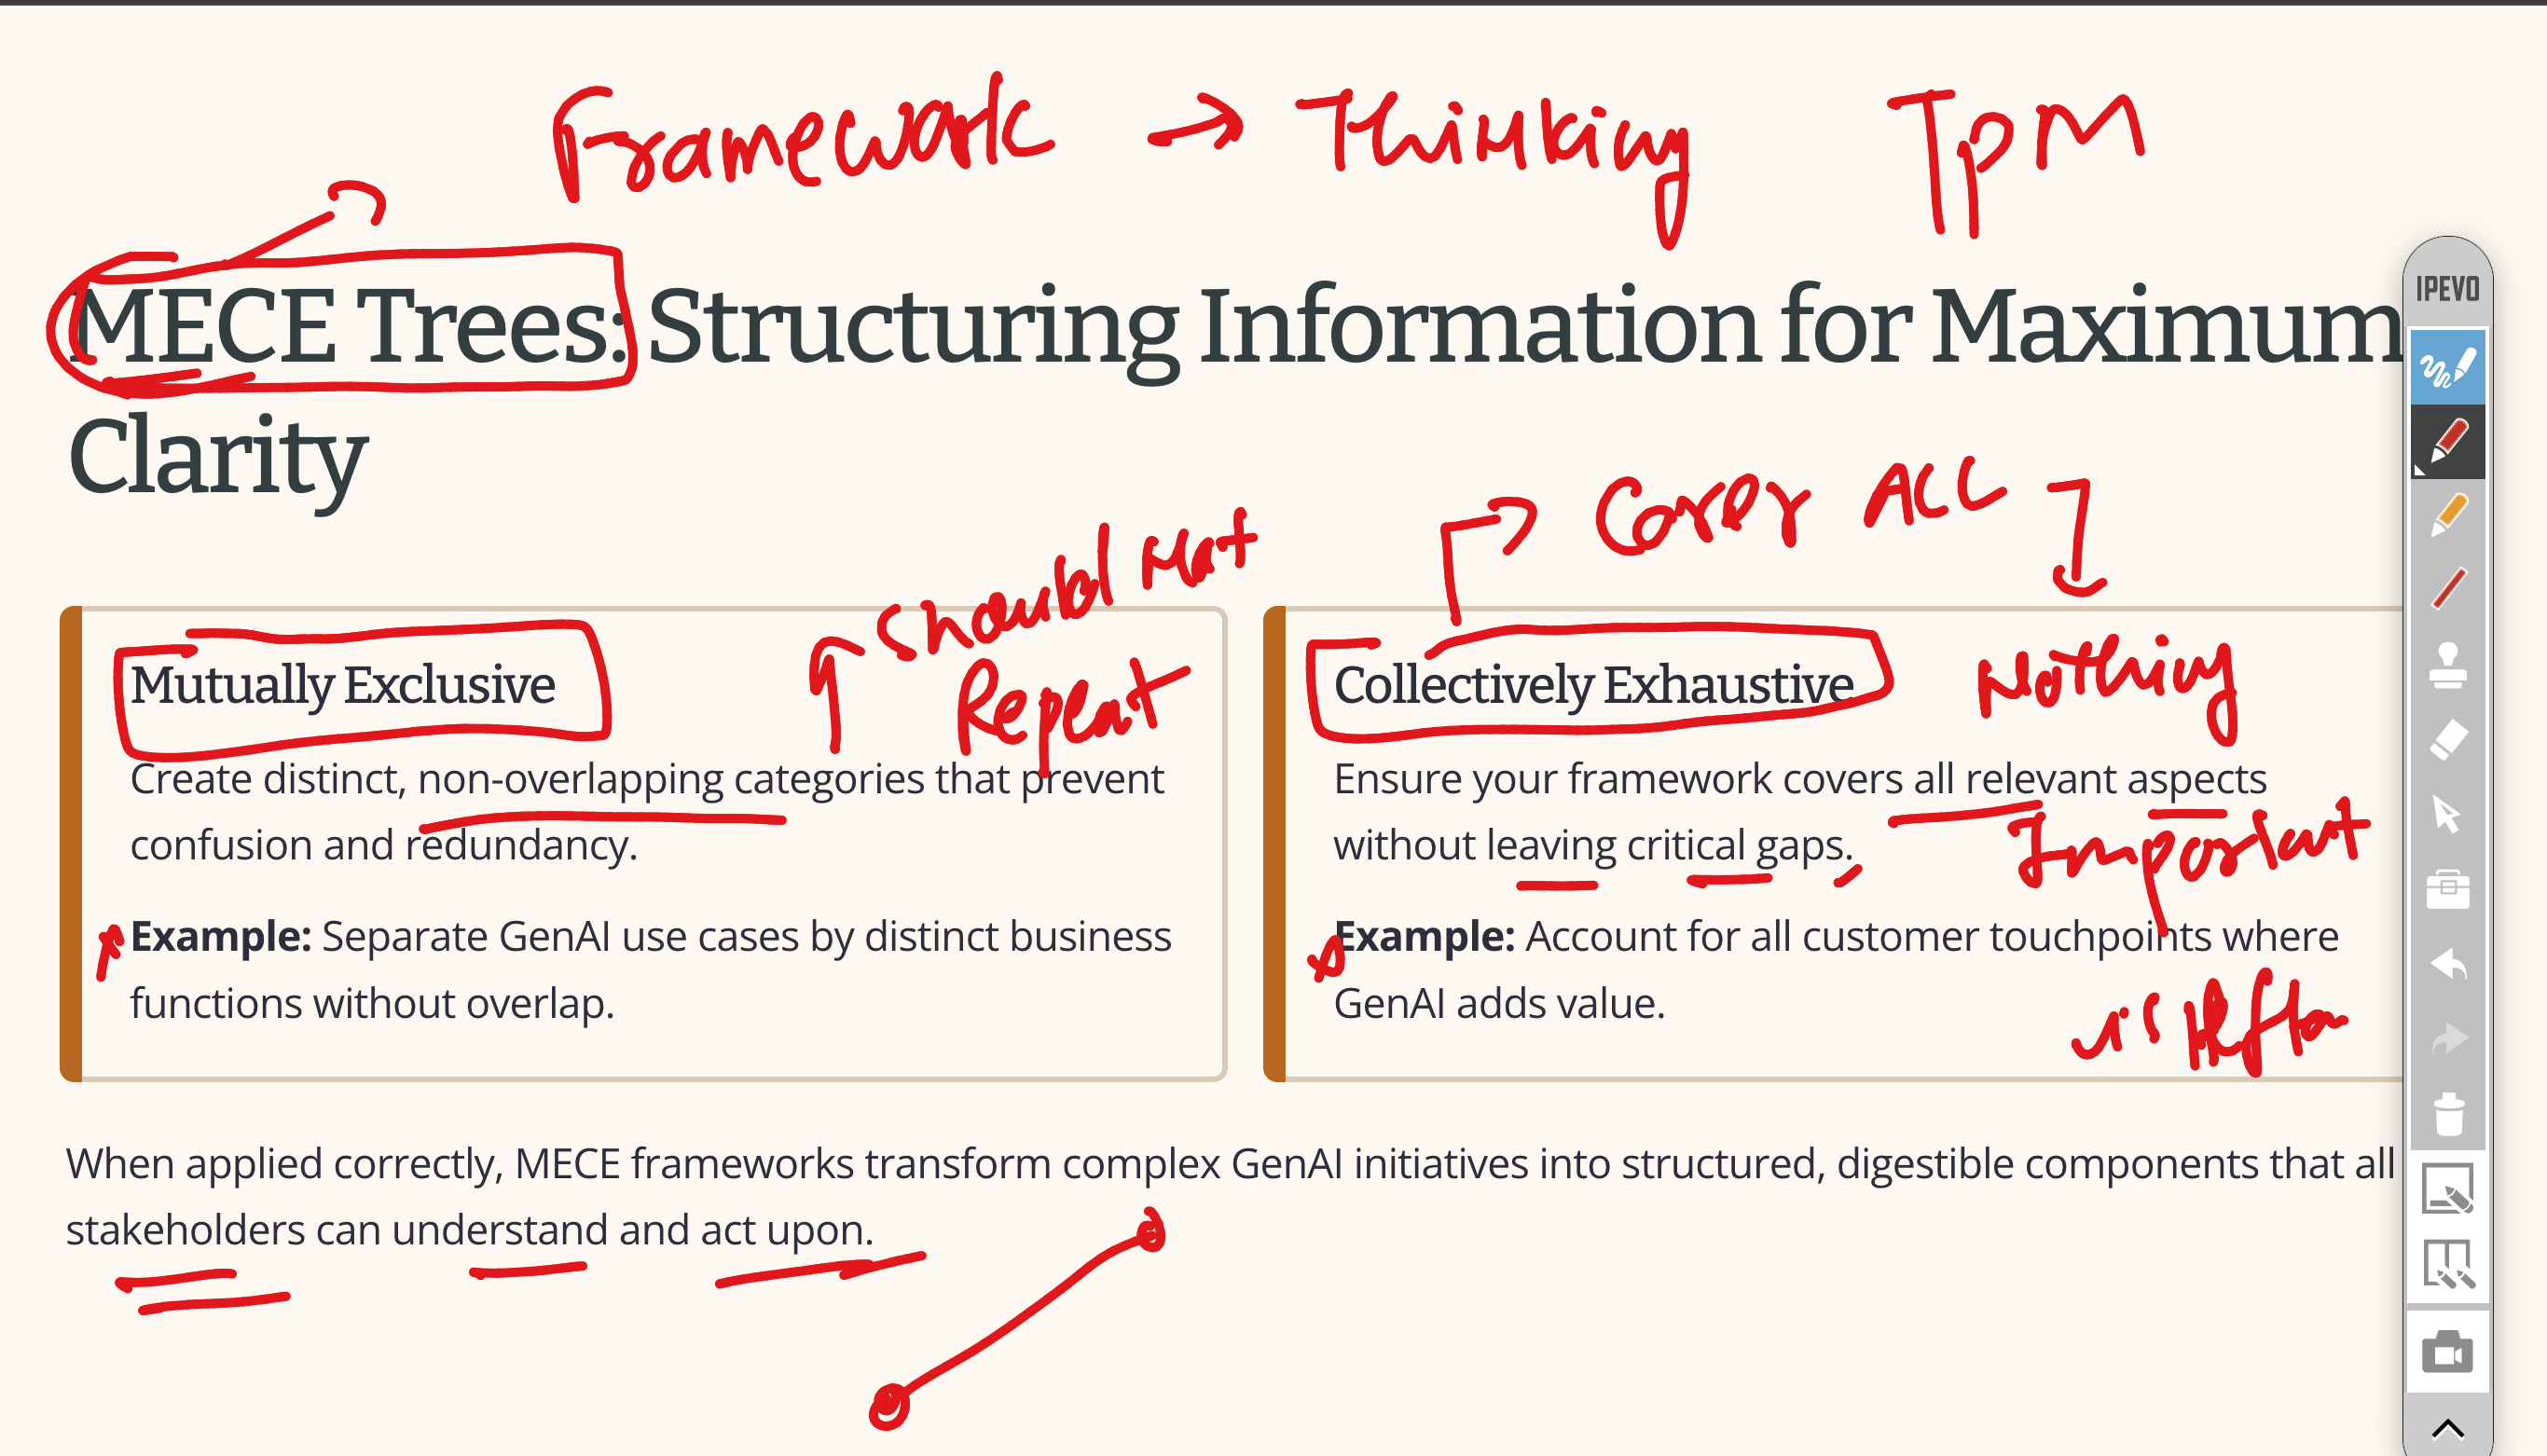 Framework → Thinking TPM
MECE Trees: Structuring Information for Maximum
Clarity
IPEVO
Cover ALL
Should Not
Repeat
Mutually Exclusive
Create distinct, non-overlapping categories that prevent
confusion and redundancy.
Example: Separate GenAI use cases by distinct business
functions without overlap.
Collectively Exhaustive
Nothing
Ensure your framework covers all relevant aspects
Important
without leaving critical gaps.
Example: Account for all customer touchpoints where
is
GenAI adds value.
When applied correctly, MECE frameworks transform complex GenAI initiatives into structured, digestible components that all
stakeholders can understand and act upon.